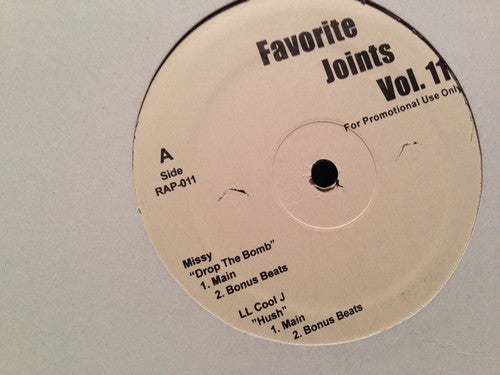 Favorite
Joints
Vol. 11
For Promotional Use Only
A
Side
RAP-011
Missy
"Drop The Bomb"
1. Main
2. Bonus Beats
LL Cool J
"Hush"
1. Main
2. Bonus Beats